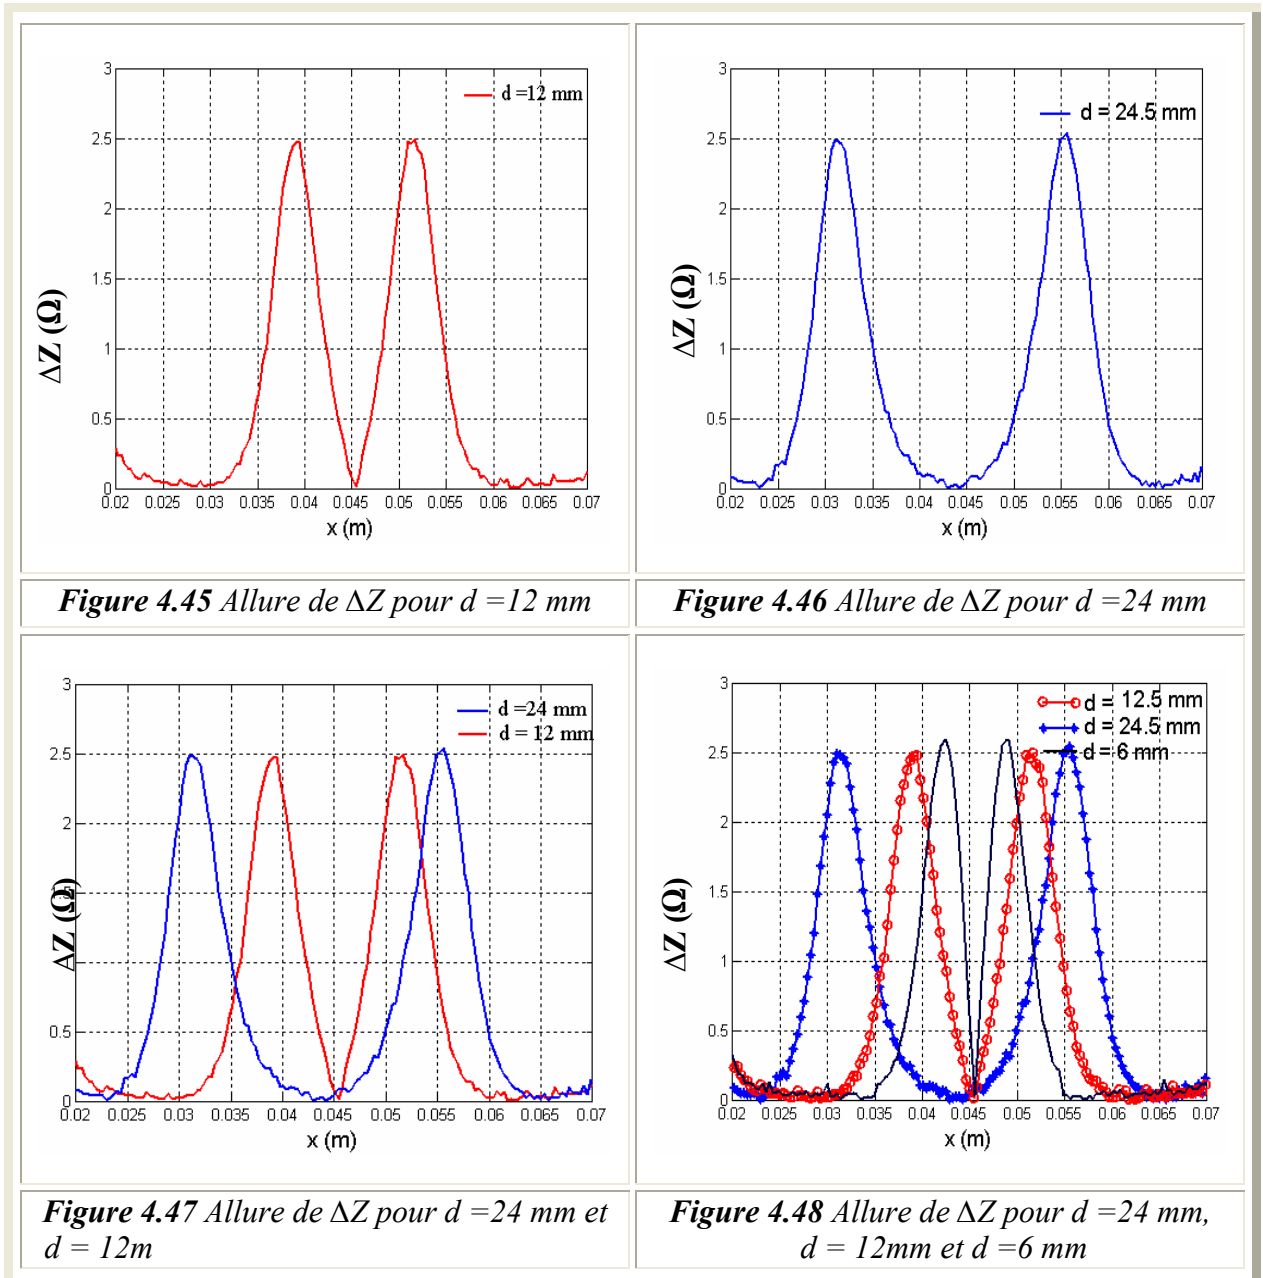 3
2.5
2
1.5
1
0.5
0
0.02 0.025 0.03 0.035 0.04 0.045 0.05 0.055 0.06 0.065 0.07
d =12 mm
ΔZ (Ω)
x (m)
Figure 4.45 Allure de ΔZ pour d =12 mm
3
2.5
2
1.5
1
0.5
0
0.02 0.025 0.03 0.035 0.04 0.045 0.05 0.055 0.06 0.065 0.07
d = 24.5 mm
ΔZ (Ω)
x (m)
Figure 4.46 Allure de ΔZ pour d =24 mm
3
2.5
2
0.5
0
0.02 0.025 0.03 0.035 0.04 0.045 0.05 0.055 0.06 0.065 0.07
d =24 mm
d = 12 mm
ΔZ (Ω)
x (m)
Figure 4.47 Allure de ΔZ pour d =24 mm et
d = 12m
3
2.5
2
1.5
1
0.5
0
0.02 0.025 0.03 0.035 0.04 0.045 0.05 0.055 0.06 0.065 0.07
d = 12.5 mm
d = 24.5 mm
d = 6 mm
ΔZ (Ω)
x (m)
Figure 4.48 Allure de ΔZ pour d =24 mm,
d = 12mm et d =6 mm